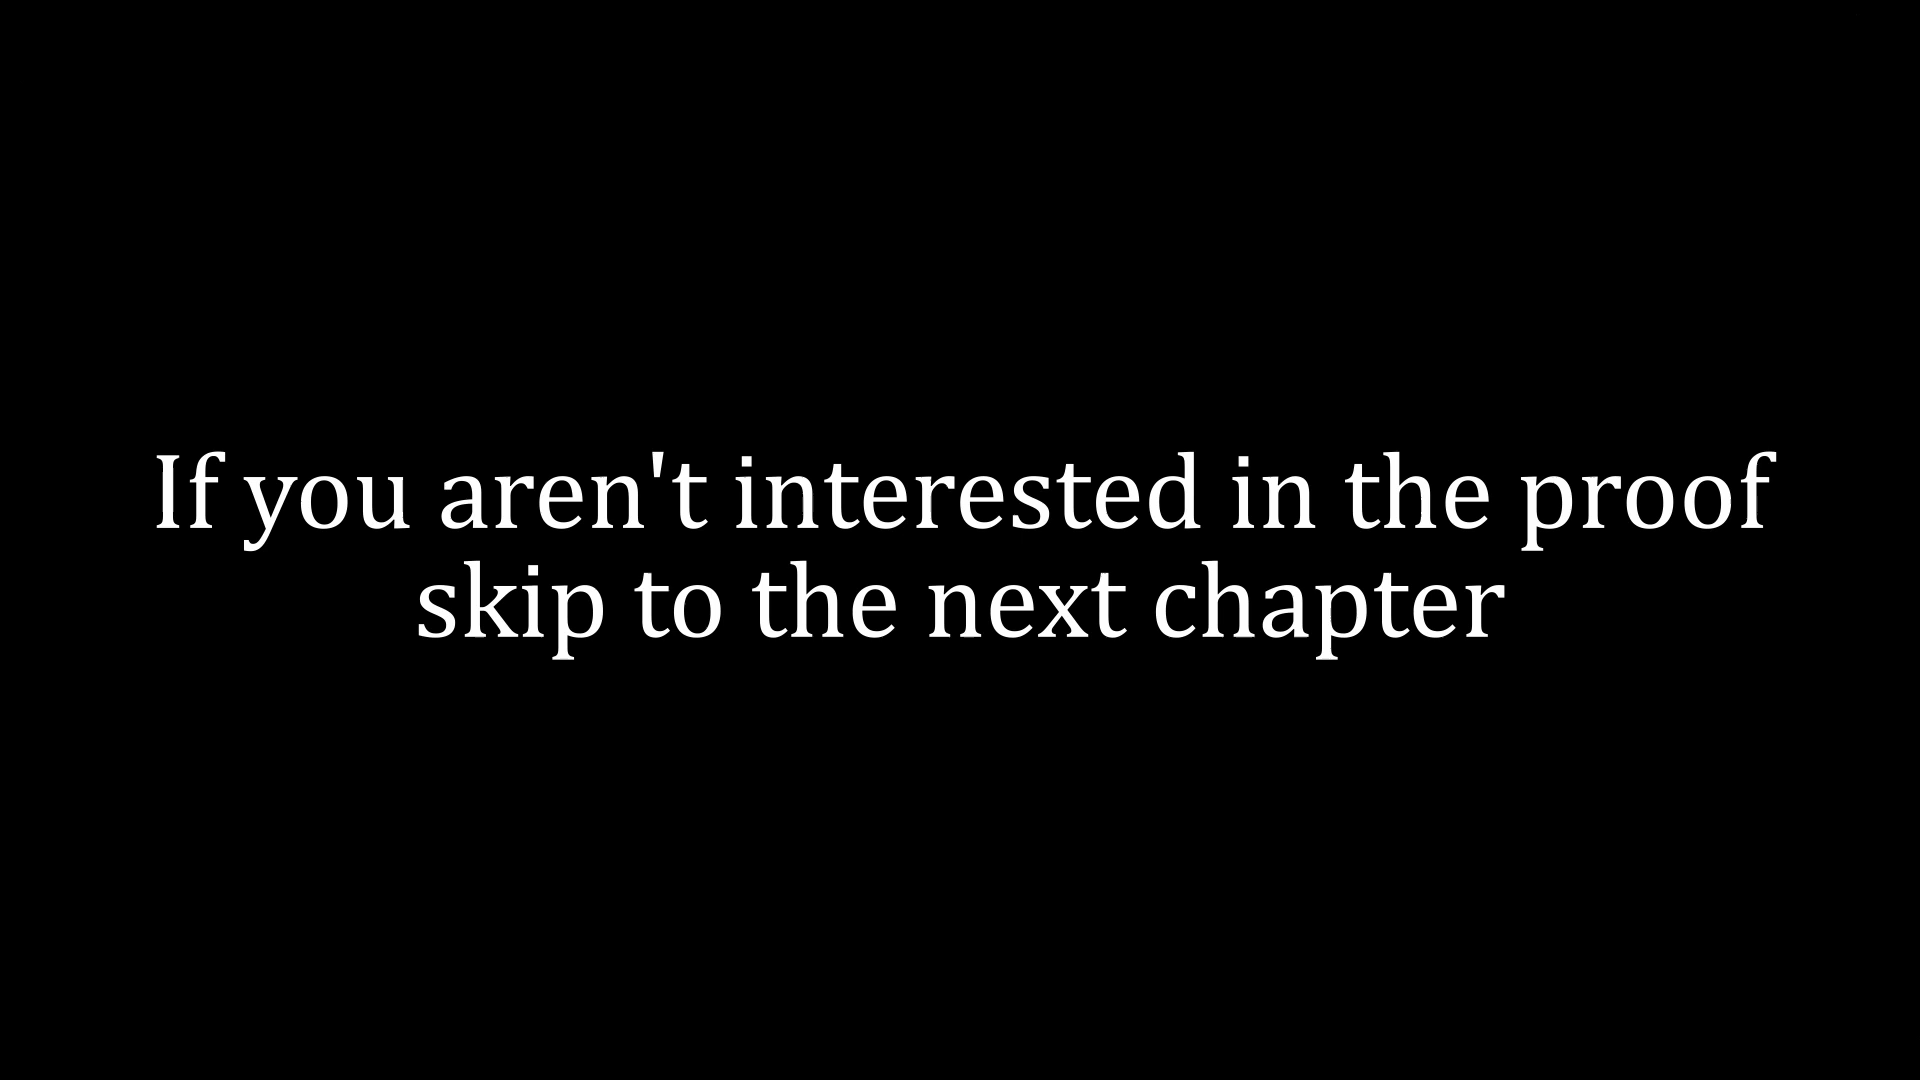 If you aren't interested in the proof
skip to the next chapter